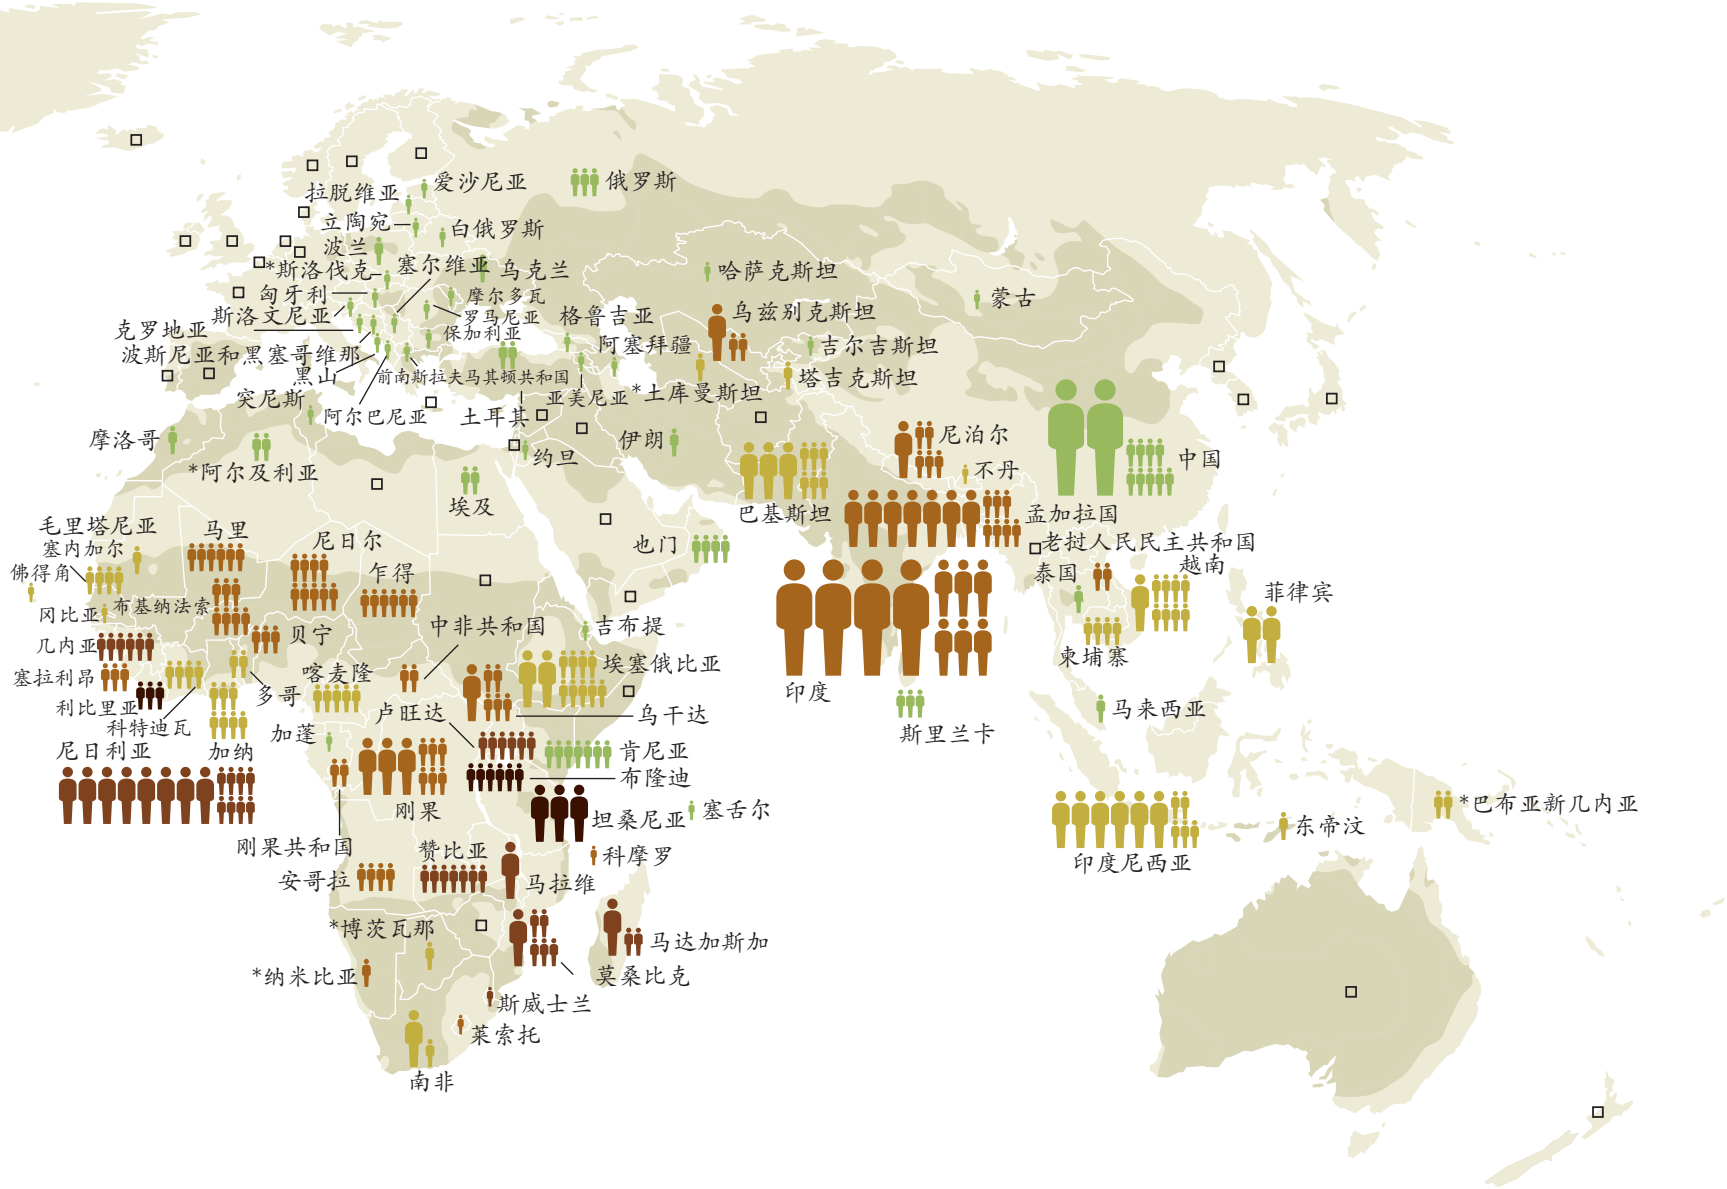 爱沙尼亚
俄罗斯
拉脱维亚
立陶宛
白俄罗斯
波兰
*斯洛伐克
塞尔维亚
乌克兰
哈萨克斯坦
匈牙利
摩尔多瓦
蒙古
斯洛文尼亚
罗马尼亚
格鲁吉亚
乌兹别克斯坦
克罗地亚
保加利亚
阿塞拜疆
吉尔吉斯坦
波斯尼亚和黑塞哥维那
黑山
前南斯拉夫马其顿共和国
塔吉克斯坦
突尼斯
阿尔巴尼亚
土耳其
亚美尼亚
*土库曼斯坦
摩洛哥
伊朗
尼泊尔
*阿尔及利亚
约旦
不丹
中国
埃及
巴基斯坦
孟加拉国
毛里塔尼亚
马里
尼日尔
也门
老挝人民民主共和国
塞内加尔
越南
佛得角
乍得
泰国
菲律宾
冈比亚
布基纳法索
贝宁
中非共和国
吉布提
几内亚
埃塞俄比亚
柬埔寨
塞拉利昂
喀麦隆
印度
利比里亚
多哥
卢旺达
乌干达
马来西亚
科特迪瓦
加蓬
斯里兰卡
尼日利亚
加纳
肯尼亚
布隆迪
刚果
坦桑尼亚
塞舌尔
*巴布亚新几内亚
东帝汶
刚果共和国
赞比亚
科摩罗
印度尼西亚
安哥拉
马拉维
*博茨瓦那
马达加斯加
*纳米比亚
莫桑比克
斯威士兰
莱索托
南非